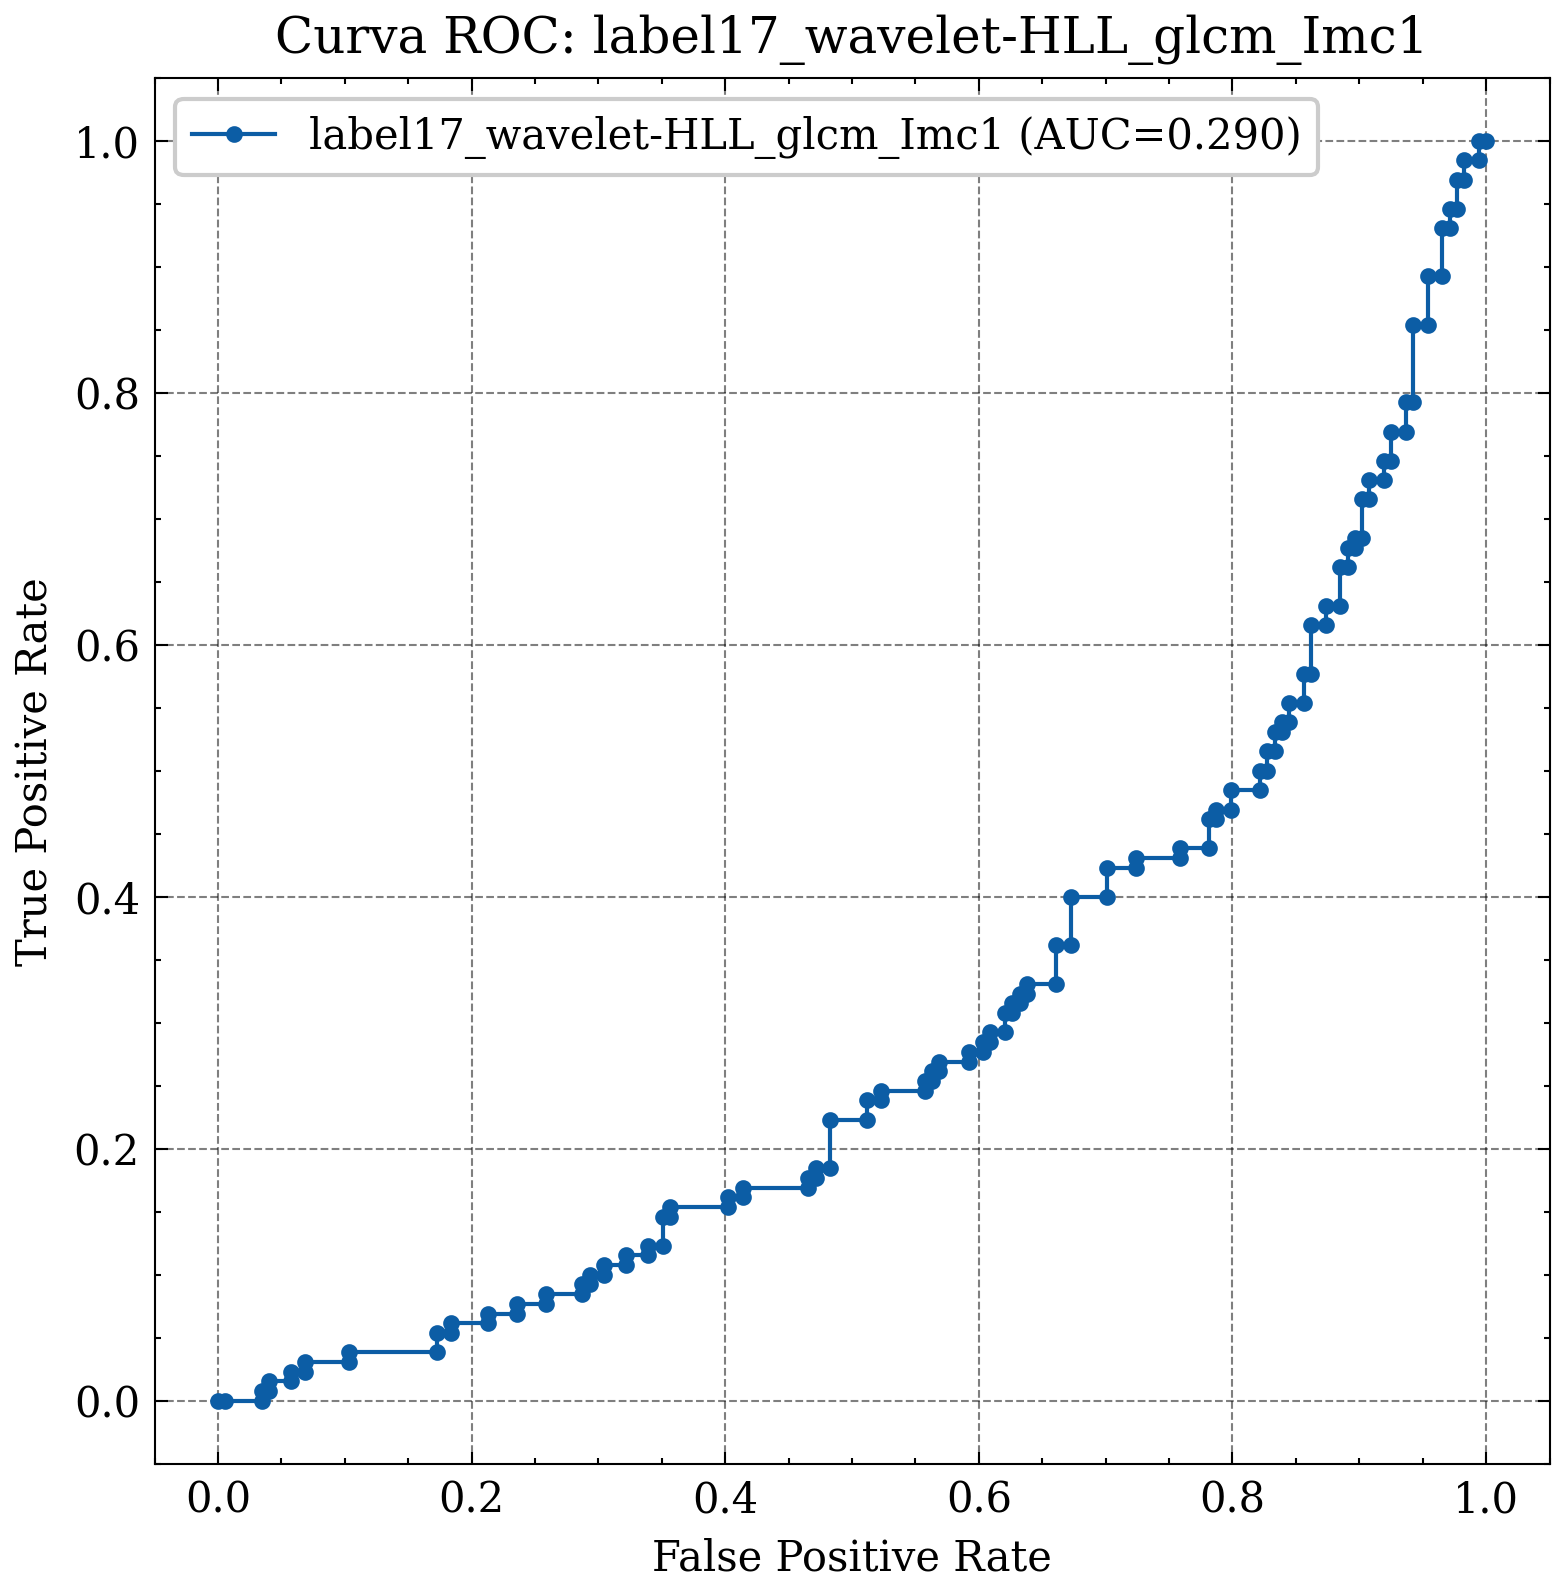 Curva ROC: label17_wavelet-HLL_glcm_Imc1
label17_wavelet-HLL_glcm_Imc1 (AUC=0.290)
1.0
0.8
0.6
0.4
0.2
0.0
True Positive Rate
0.0 0.2 0.4 0.6 0.8 1.0
False Positive Rate